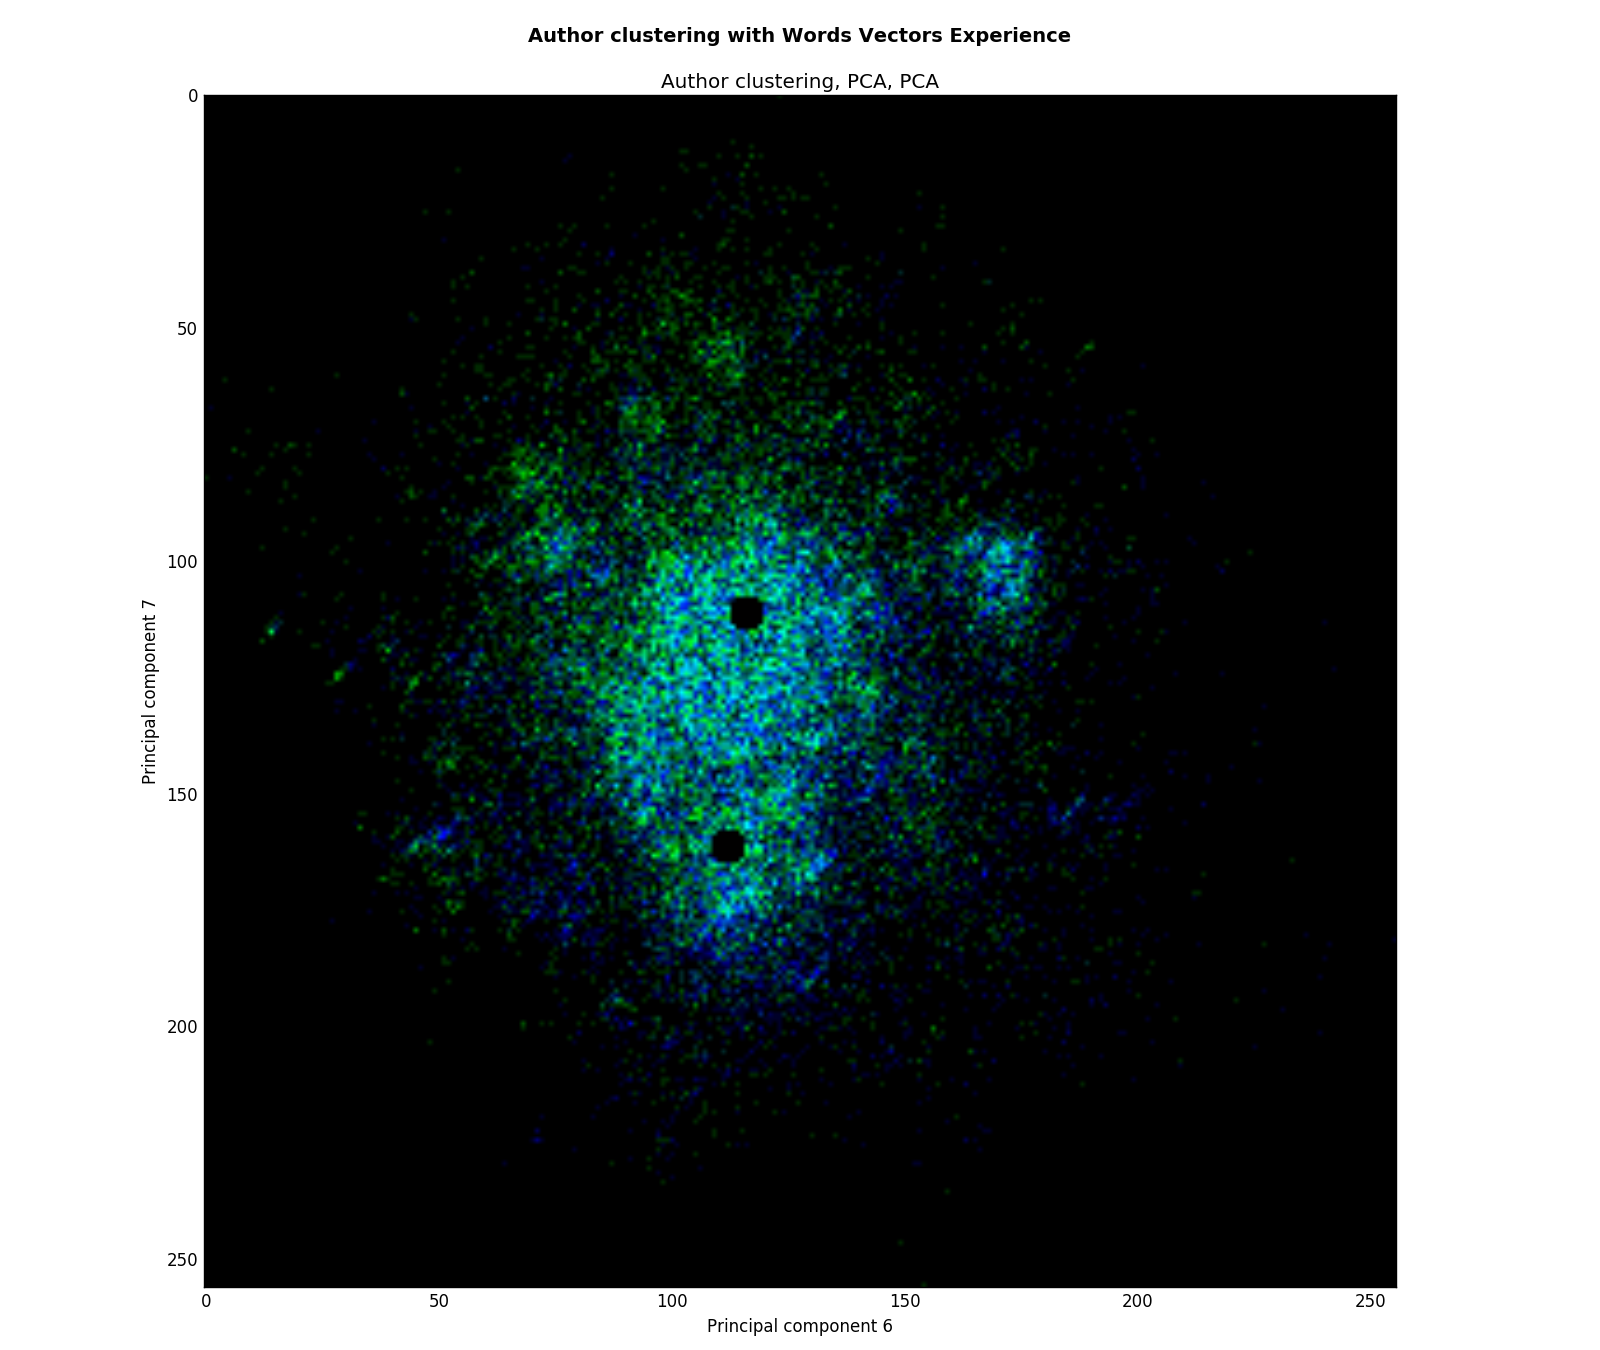 Author clustering with Words Vectors Experience
Author clustering, PCA, PCA
0
50
100
150
200
250
Principal component 7
0 50 100 150 200 250
Principal component 6